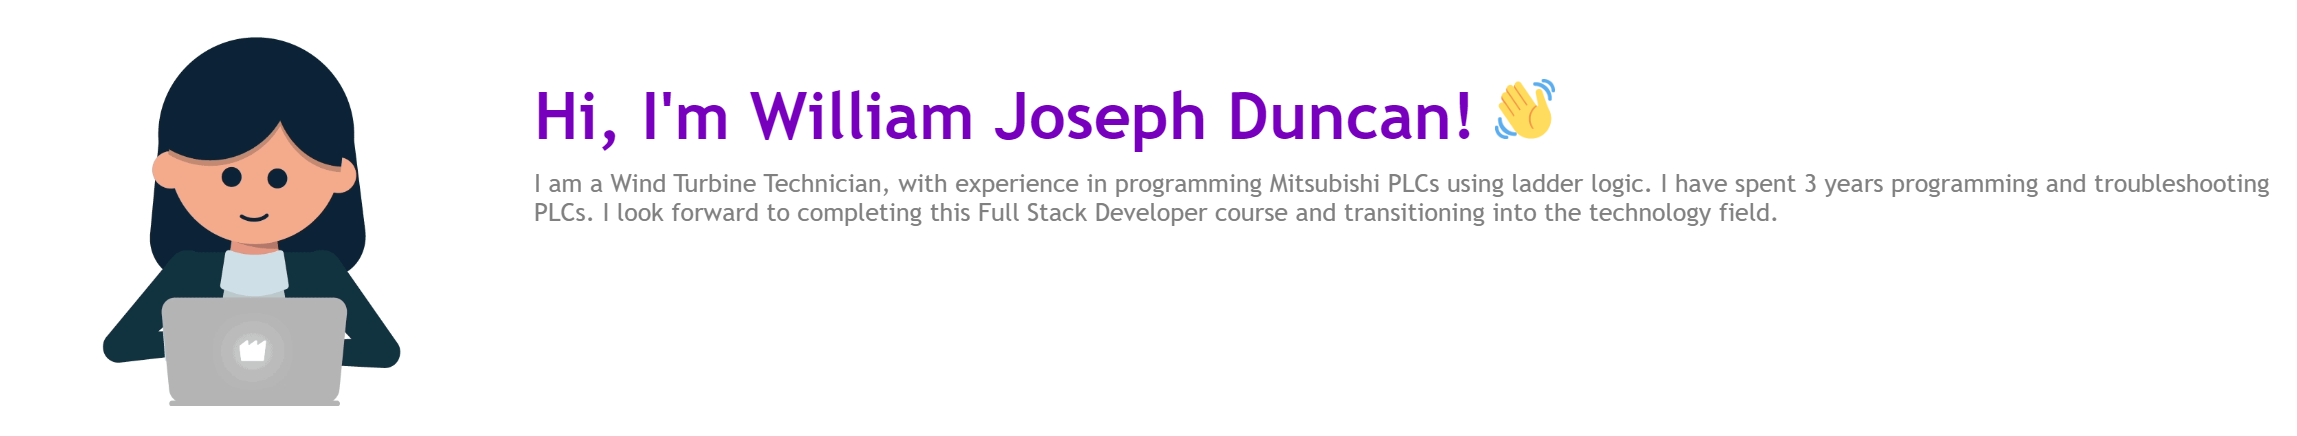 Hi, I'm William Joseph Duncan! 👋
I am a Wind Turbine Technician, with experience in programming Mitsubishi PLCs using ladder logic. I have spent 3 years programming and troubleshooting
PLCs. I look forward to completing this Full Stack Developer course and transitioning into the technology field.